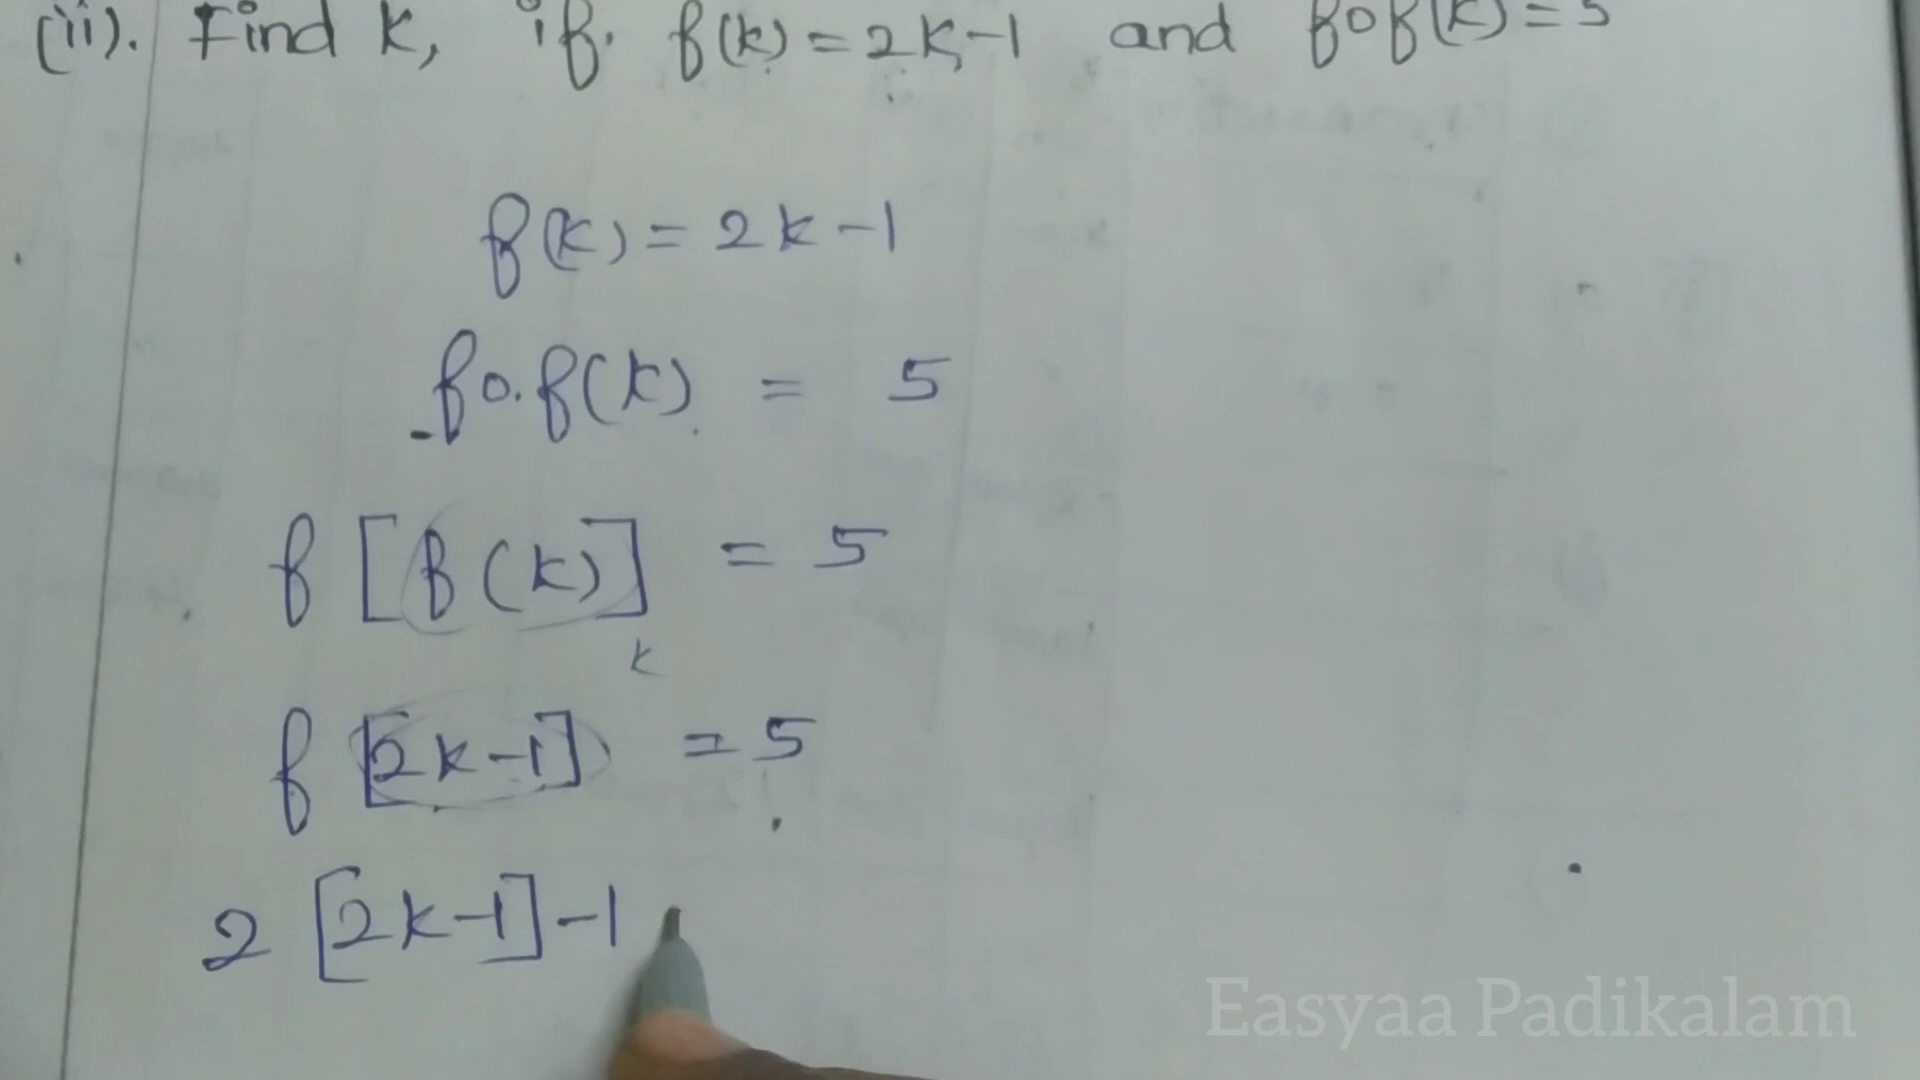 (ii). Find k, if. f(k) = 2k-1 and fof(k) = 5
f(k) = 2k-1
fo.f(k) = 5
f[f(k)] = 5
k
f[2k-1] = 5
2[2k-1]-1
Easyaa Padikalam